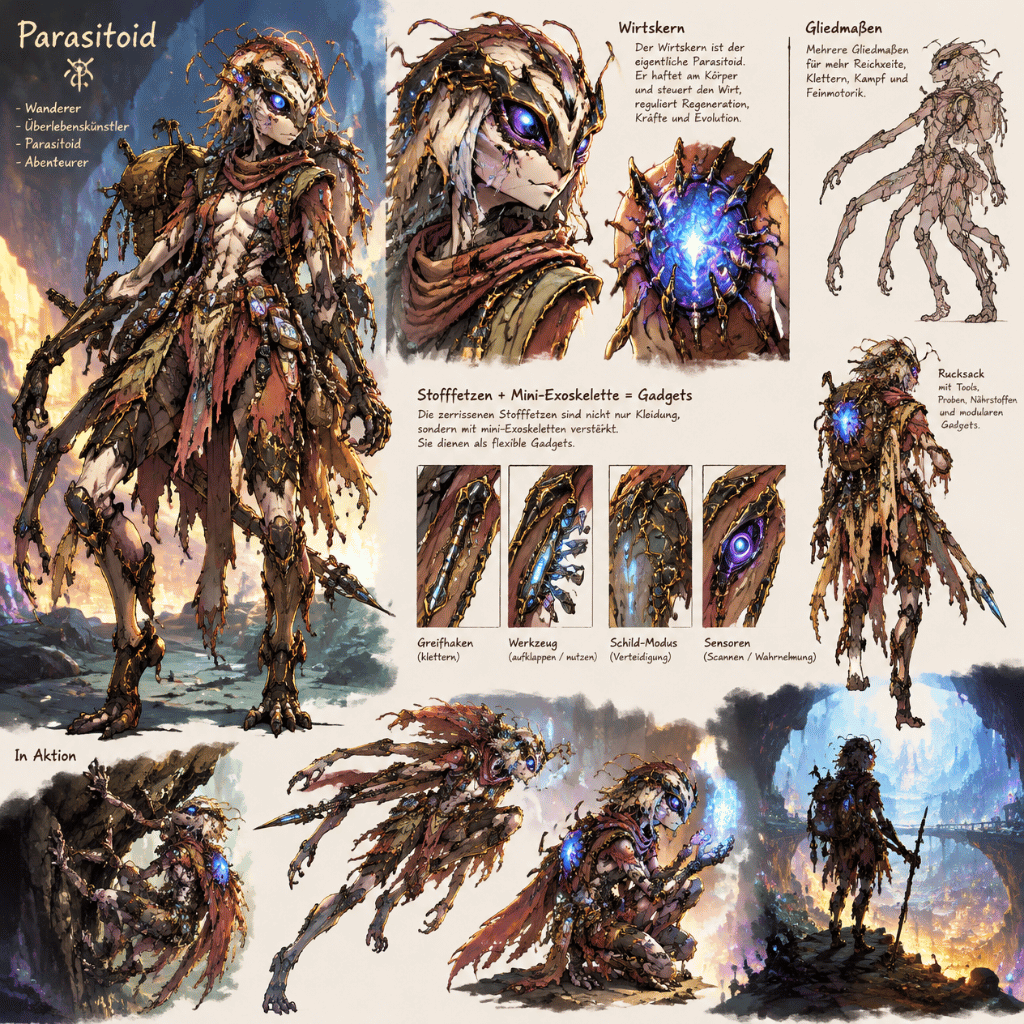 Parasitoid
- Wanderer
- Überlebenskünstler
- Parasitoid
- Abenteurer
Wirtskern
Der Wirtskern ist der
eigentliche Parasitoid.
Er haftet am Körper
und steuert den Wirt,
reguliert Regeneration,
Kräfte und Evolution.
Gliedmaßen
Mehrere Gliedmaßen
für mehr Reichxeite,
Klettern, Kampf und
Feinmotorik.
Rucksack
mit Tools,
Proben, Nährstoffen
und modularen
Gadgets.
Stofffetzen + Mini-Exoskelette = Gadgets
Die zerrissenen Stofffetzen sind nicht nur Kleidung,
sondern mit mini-Exoskeletten verstërkt.
Sie dienen als flexible Gadgets.
Greifhaken
(klettern)
Werkzeug
(aufklappen / nutzen)
Schild-Modus
(Verteidigung)
Sensoren
(Scannen / Wahrnehmung)
In Aktion